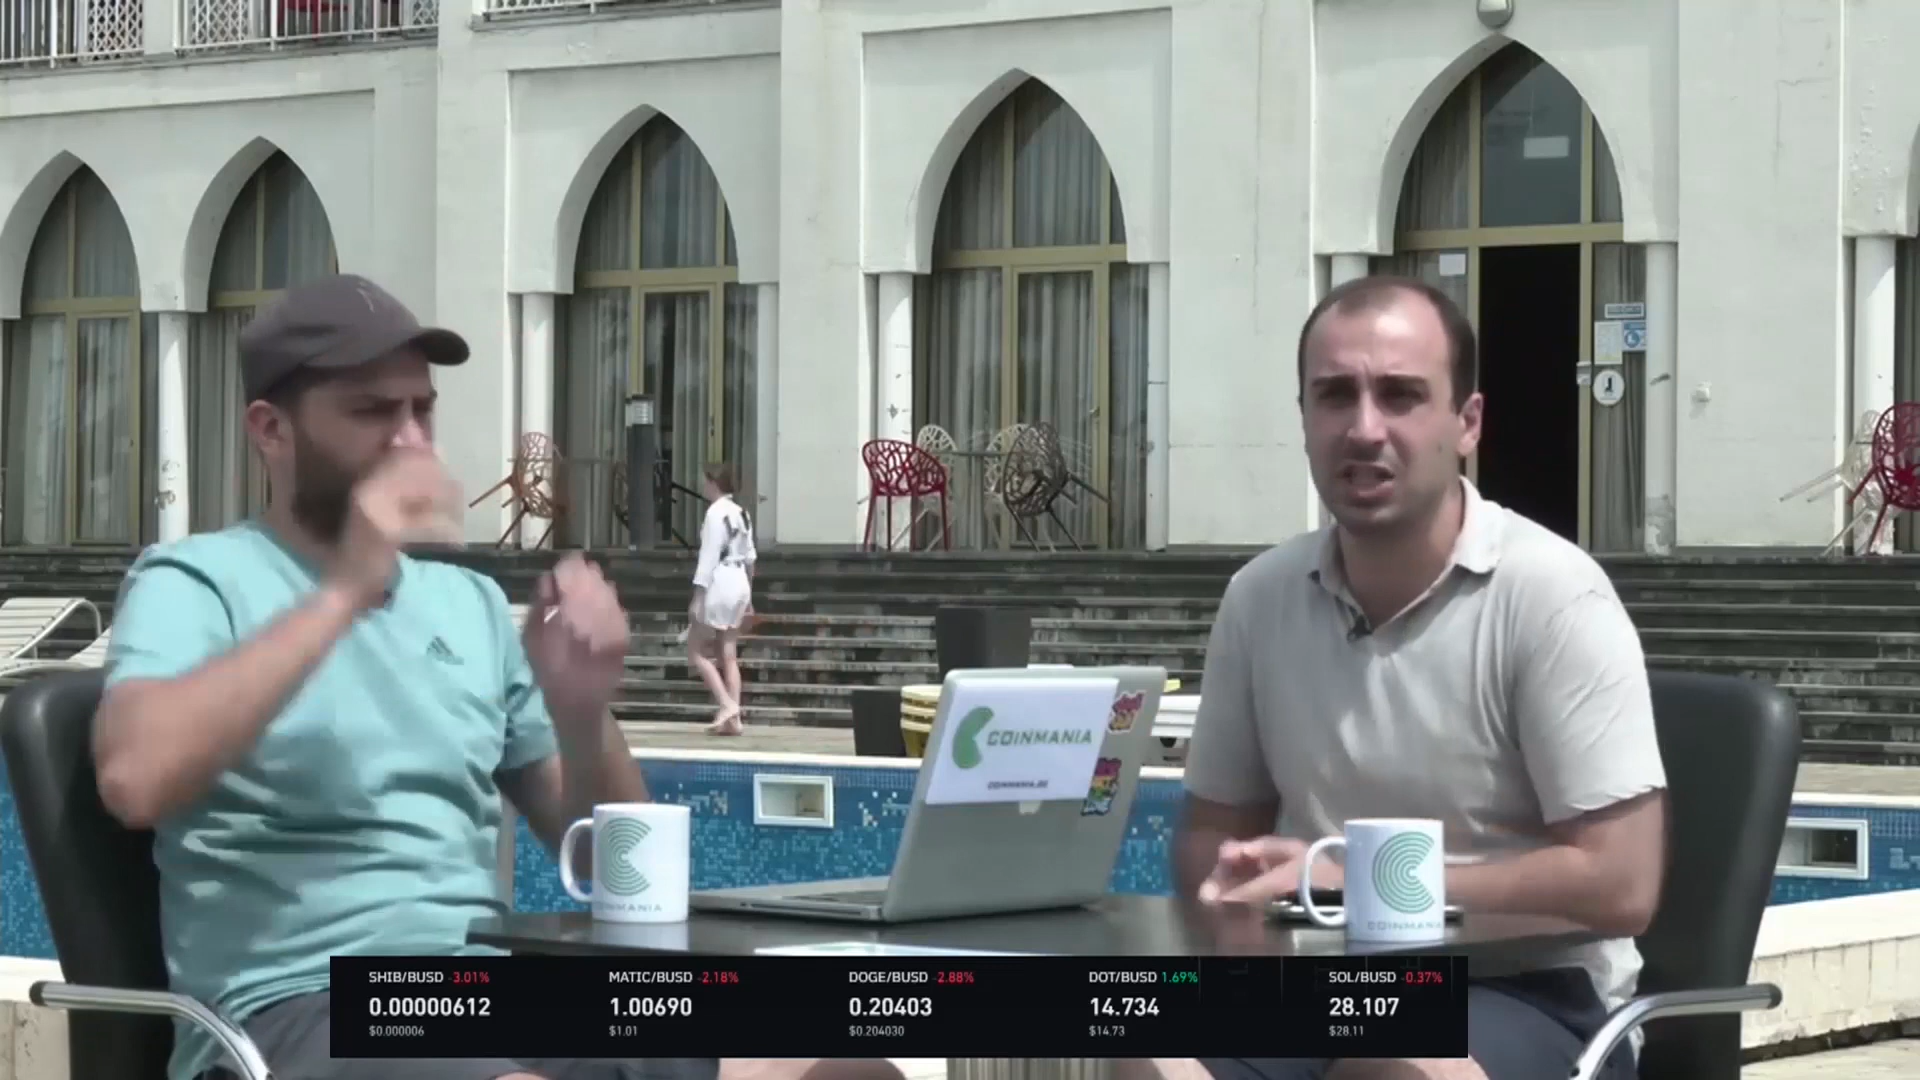 COINMANIA
COINMANIA.GE
COINMANIA
COINMANIA
SHIB/BUSD -3.01%
0.00000612
$0.000006
MATIC/BUSD -2.18%
1.00690
$1.01
DOGE/BUSD -2.88%
0.20403
$0.204030
DOT/BUSD 1.69%
14.734
$14.73
SOL/BUSD -0.37%
28.107
$28.11